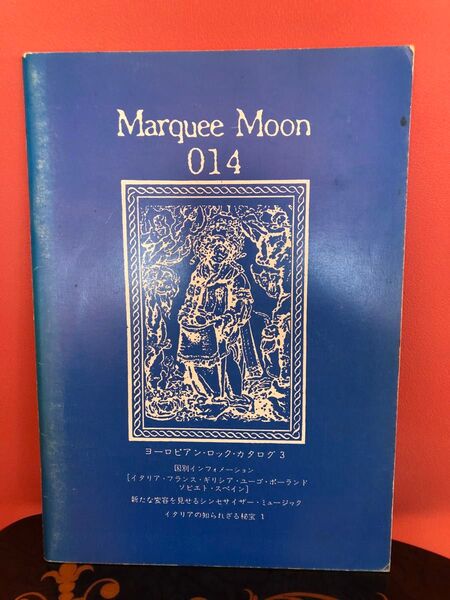 Marquee Moon
014
ヨーロピアン・ロック・カタログ 3
国別インフォメーション
[イタリア・フランス・ギリシア・ユーゴ・ポーランド
ソビエト・スペイン]
新たな変容を見せるシンセサイザー・ミュージック
イタリアの知られざる秘宝 1